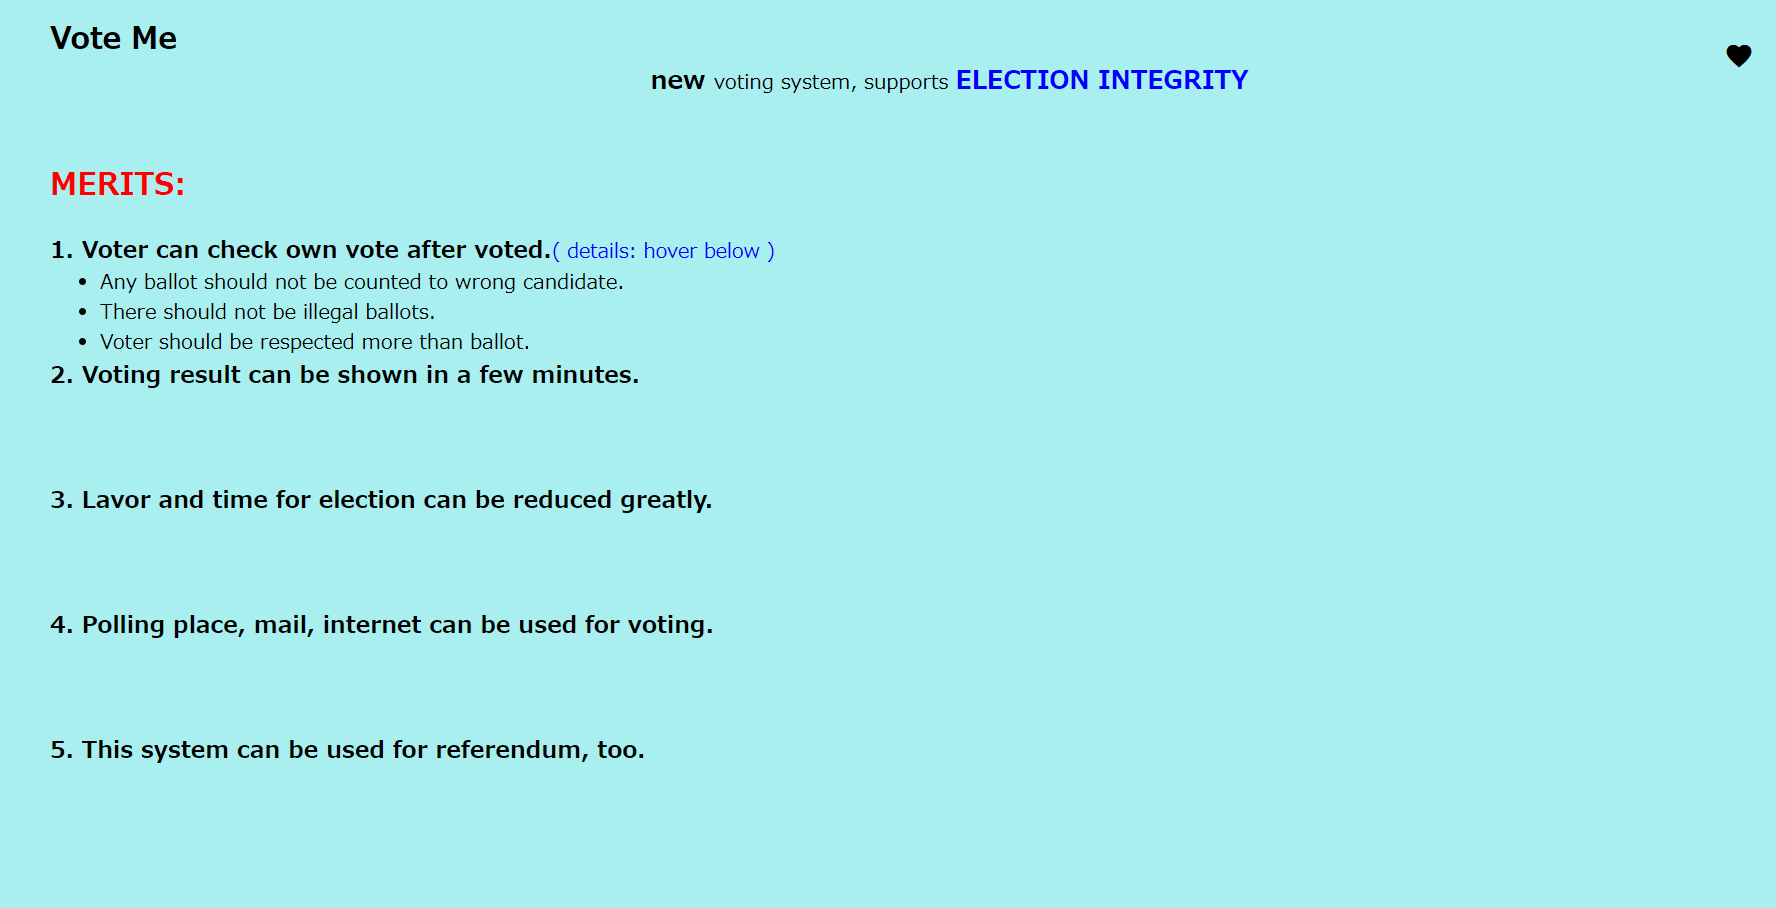 Vote Me
new voting system, supports ELECTION INTEGRITY
MERITS:
1. Voter can check own vote after voted.( details: hover below )
• Any ballot should not be counted to wrong candidate.
• There should not be illegal ballots.
• Voter should be respected more than ballot.
2. Voting result can be shown in a few minutes.
3. Lavor and time for election can be reduced greatly.
4. Polling place, mail, internet can be used for voting.
5. This system can be used for referendum, too.